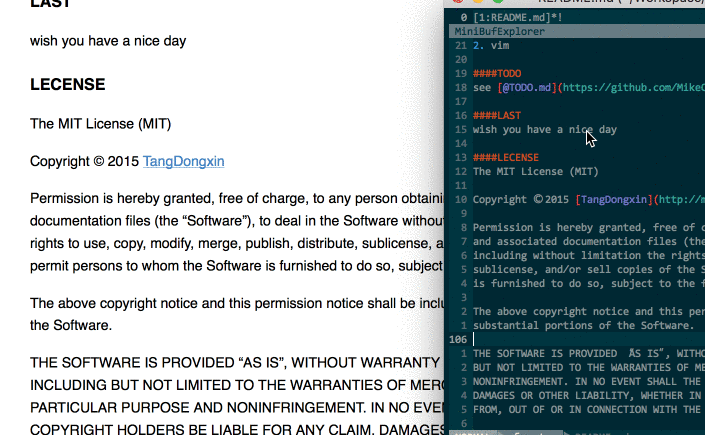 LAST
wish you have a nice day
LECENSE
The MIT License (MIT)
Copyright © 2015 TangDongxin
Permission is hereby granted, free of charge, to any person obtaini
documentation files (the “Software”), to deal in the Software withou
rights to use, copy, modify, merge, publish, distribute, sublicense, a
permit persons to whom the Software is furnished to do so, subject
The above copyright notice and this permission notice shall be inclu
the Software.
THE SOFTWARE IS PROVIDED “AS IS”, WITHOUT WARRANTY
INCLUDING BUT NOT LIMITED TO THE WARRANTIES OF MERC
PARTICULAR PURPOSE AND NONINFRINGEMENT. IN NO EVE
COPYRIGHT HOLDERS BE LIABLE FOR ANY CLAIM, DAMAGES
0 [1:README.md]*!
MiniBufExplorer
21 2. vim
20
19 ####TODO
18 see [@TODO.md](https://github.com/MikeC
17
16 ####LAST
15 wish you have a nice day
14
13 ####LECENSE
12 The MIT License (MIT)
11
10 Copyright ©2015 [TangDongxin](http://m
9
8 Permission is hereby granted, free of c
7 and associated documentation files (the
6 including without limitation the rights
5 sublicense, and/or sell copies of the S
4 is furnished to do so, subject to the f
3
2 The above copyright notice and this per
1 substantial portions of the Software.
106
1 THE SOFTWARE IS PROVIDED “AS IS”, WITHO
2 BUT NOT LIMITED TO THE WARRANTIES OF ME
3 NONINFRINGEMENT. IN NO EVENT SHALL THE
4 DAMAGES OR OTHER LIABILITY, WHETHER IN
5 FROM, OUT OF OR IN CONNECTION WITH THE
6